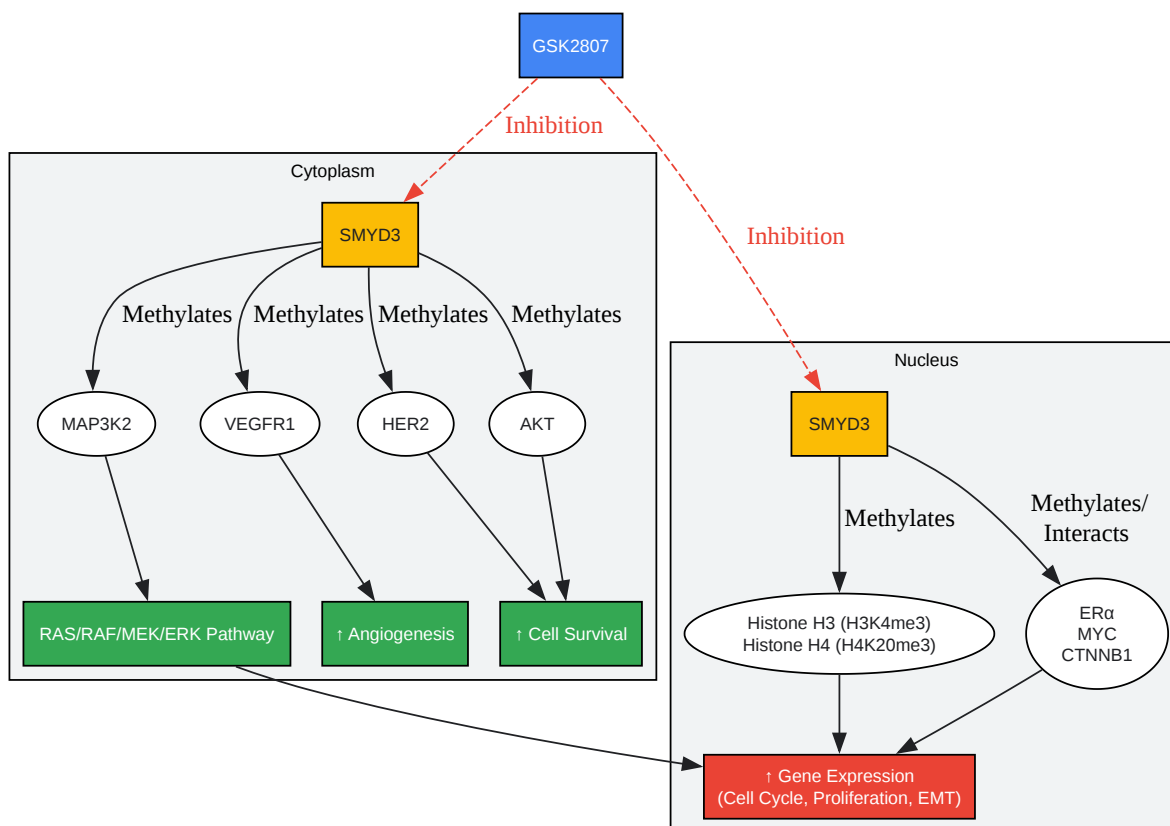 GSK2807
Inhibition
Cytoplasm
SMYD3
Inhibition
Methylates
Methylates
Methylates
Methylates
Nucleus
MAP3K2
VEGFR1
HER2
AKT
SMYD3
Methylates
Methylates/
Interacts
RAS/RAF/MEK/ERK Pathway
↑ Angiogenesis
↑ Cell Survival
Histone H3 (H3K4me3)
Histone H4 (H4K20me3)
ERα
MYC
CTNNB1
↑ Gene Expression
(Cell Cycle, Proliferation, EMT)